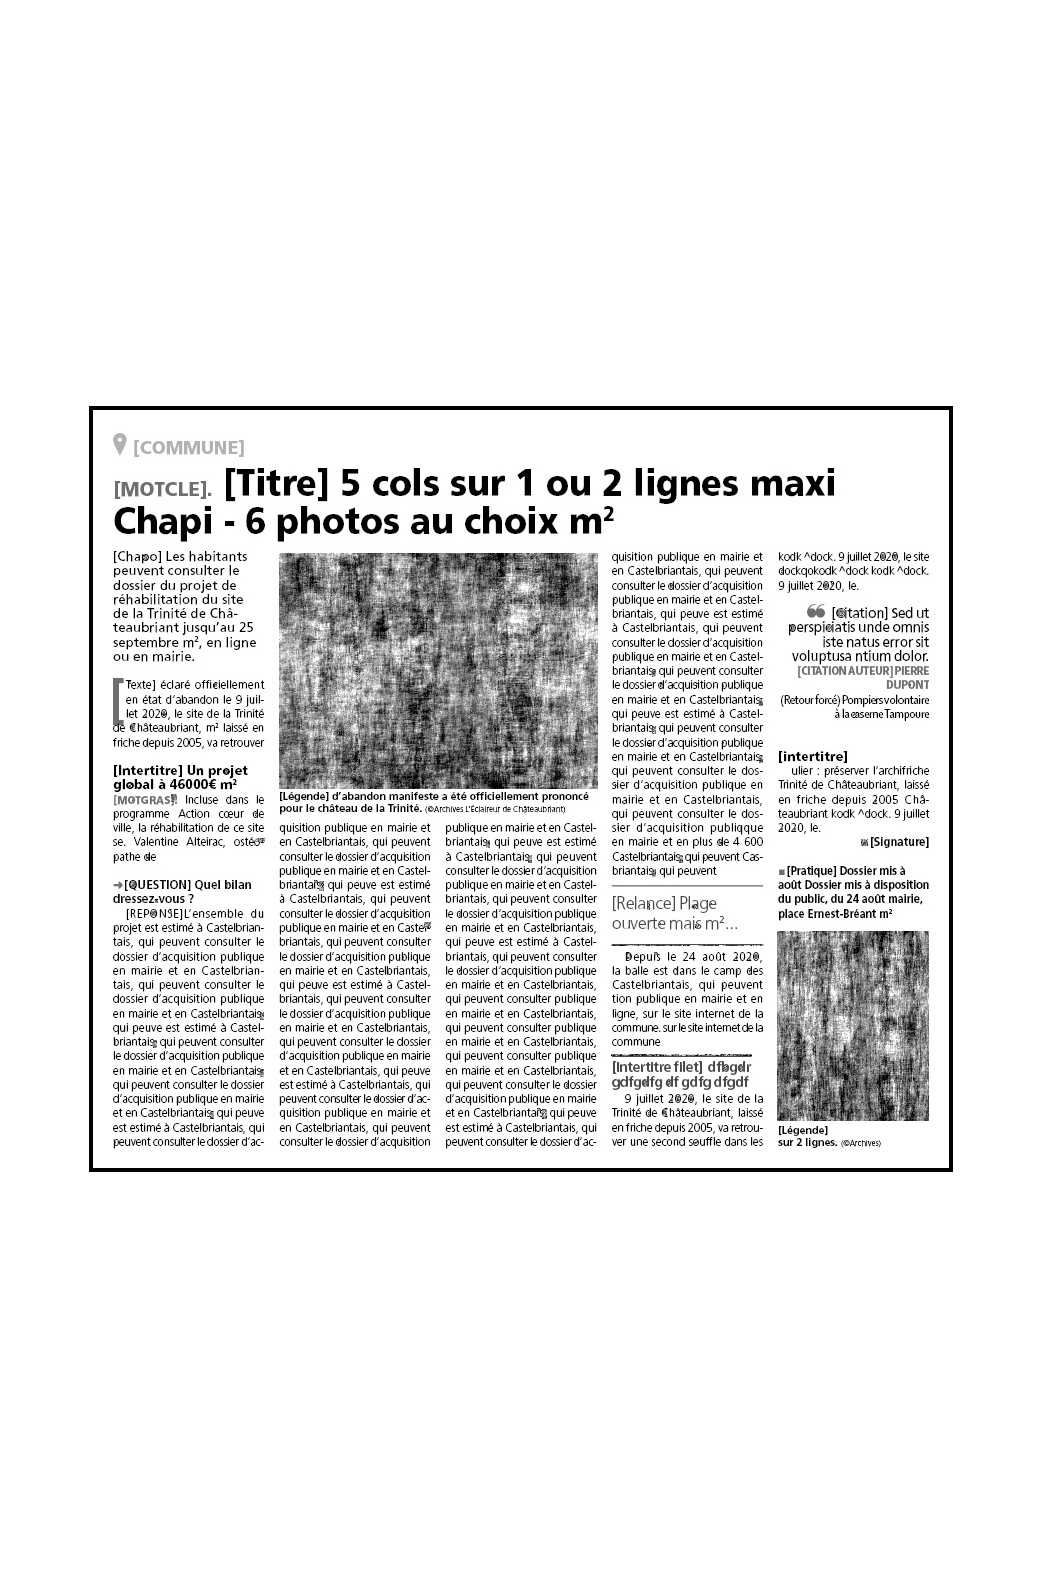 [COMMUNE]
[MOTCLE]. [Titre] 5 cols sur 1 ou 2 lignes maxi
Chapi - 6 photos au choix m²
[Chapo] Les habitants
peuvent consulter le
dossier du projet de
réhabilitation du site
de la Trinité de Châ-
teaubriant jusqu’au 25
septembre m², en ligne
ou en mairie.
[Texte] éclaré officiellement
en état d’abandon le 9 juil-
let 2020, le site de la Trinité
de Châteaubriant, m² laissé en
friche depuis 2005, va retrouver
[Intertitre] Un projet
global à 46000€ m²
[MOTGRAS] Incluse dans le
programme Action cœur de
ville, la réhabilitation de ce site
se. Valentine Alteirac, ostéo
pathe de
➜[QUESTION] Quel bilan
dressez-vous ?
[REPONSE]L’ensemble du
projet est estimé à Castelbrian-
tais, qui peuvent consulter le
dossier d’acquisition publique
en mairie et en Castelbrian-
tais, qui peuvent consulter le
dossier d’acquisition publique
en mairie et en Castelbriantais,
qui peuve est estimé à Castel-
briantais, qui peuvent consulter
le dossier d’acquisition publique
en mairie et en Castelbriantais,
qui peuvent consulter le dossier
d’acquisition publique en mairie
et en Castelbriantais, qui peuve
est estimé à Castelbriantais, qui
peuvent consulter le dossier d’ac-
[Légende] d’abandon manifeste a été officiellement prononcé
pour le château de la Trinité. (©Archives L’Eclaireur de Châteaubriant)
quisition publique en mairie et
en Castelbriantais, qui peuvent
consulter le dossier d’acquisition
publique en mairie et en Castel-
briantais, qui peuve est estimé
à Castelbriantais, qui peuvent
consulter le dossier d’acquisition
publique en mairie et en Castel-
briantais, qui peuvent consulter
le dossier d’acquisition publique
en mairie et en Castelbriantais,
qui peuve est estimé à Castel-
briantais, qui peuvent consulter
le dossier d’acquisition publique
en mairie et en Castelbriantais,
qui peuvent consulter le dossier
d’acquisition publique en mairie
et en Castelbriantais, qui peuve
est estimé à Castelbriantais, qui
peuvent consulter le dossier d’ac-
quisition publique en mairie et
en Castelbriantais, qui peuvent
consulter le dossier d’acquisition
publique en mairie et en Castel-
briantais, qui peuve est estimé
à Castelbriantais, qui peuvent
consulter le dossier d’acquisition
publique en mairie et en Castel-
briantais, qui peuvent consulter
le dossier d’acquisition publique
en mairie et en Castelbriantais,
qui peuve est estimé à Castel-
briantais, qui peuvent consulter
le dossier d’acquisition publique
en mairie et en Castelbriantais,
qui peuvent consulter publique
en mairie et en Castelbriantais,
qui peuvent consulter le dossier
d’acquisition publique en mairie
et en Castelbriantais, qui peuve
en mairie et en Castelbriantais,
qui peuvent consulter le dossier
d’acquisition publique en mairie
et en Castelbriantais, qui peuve
est estimé à Castelbriantais, qui
peuvent consulter le dossier d’ac-
quisition publique en mairie et
en Castelbriantais, qui peuvent
consulter le dossier d’acquisition
publique en mairie et en Castel-
briantais, qui peuve est estimé
à Castelbriantais, qui peuvent
consulter le dossier d’acquisition
publique en mairie et en Castel-
briantais, qui peuvent consulter
le dossier d’acquisition publique
en mairie et en Castelbriantais,
qui peuve est estimé à Castel-
briantais, qui peuvent consulter
le dossier d’acquisition publique
en mairie et en Castelbriantais,
qui peuvent consulter le dos-
sier d’acquisition publique en
mairie et en Castelbriantais,
qui peuvent consulter le dos-
sier d’acquisition publiqque
en mairie et en plus de 4 600
Castelbriantais, qui peuvent Cas-
briantais, qui peuvent
[Relance] Plage
ouverte mais m²…
Depuis le 24 août 2020,
la balle est dans le camp des
Castelbriantais, qui peuvent
tion publique en mairie et en
ligne, sur le site internet de la
commune. sur le site internet de la
commune
[Intertitre filet] dfbgdr
gdfgdfg df gdfg dfgdf
9 juillet 2020, le site de la
Trinité de Châteaubriant, laissé
en friche depuis 2005, va retrou-
ver une second souffle dans les
kodk ^dock. 9 juillet 2020, le site
dockqokodk ^dock kodk ^dock.
9 juillet 2020, le.
❝ [Citation] Sed ut
perspiciatis unde omnis
iste natus error sit
voluptusa ntium dolor.
[CITATION AUTEUR] PIERRE
DUPONT
(Retour forcé) Pompiers volontaire
à la caserne Tampoure
[intertitre]
ulier : préserver l’archifriche
Trinité de Châteaubriant, laissé
en friche depuis 2005 Châ-
teaubriant kodk ^dock. 9 juillet
2020, le.
[Signature]
■ [Pratique] Dossier mis à
août Dossier mis à disposition
du public, du 24 août mairie,
place Ernest-Bréant m²
[Légende]
sur 2 lignes. (©Archives)